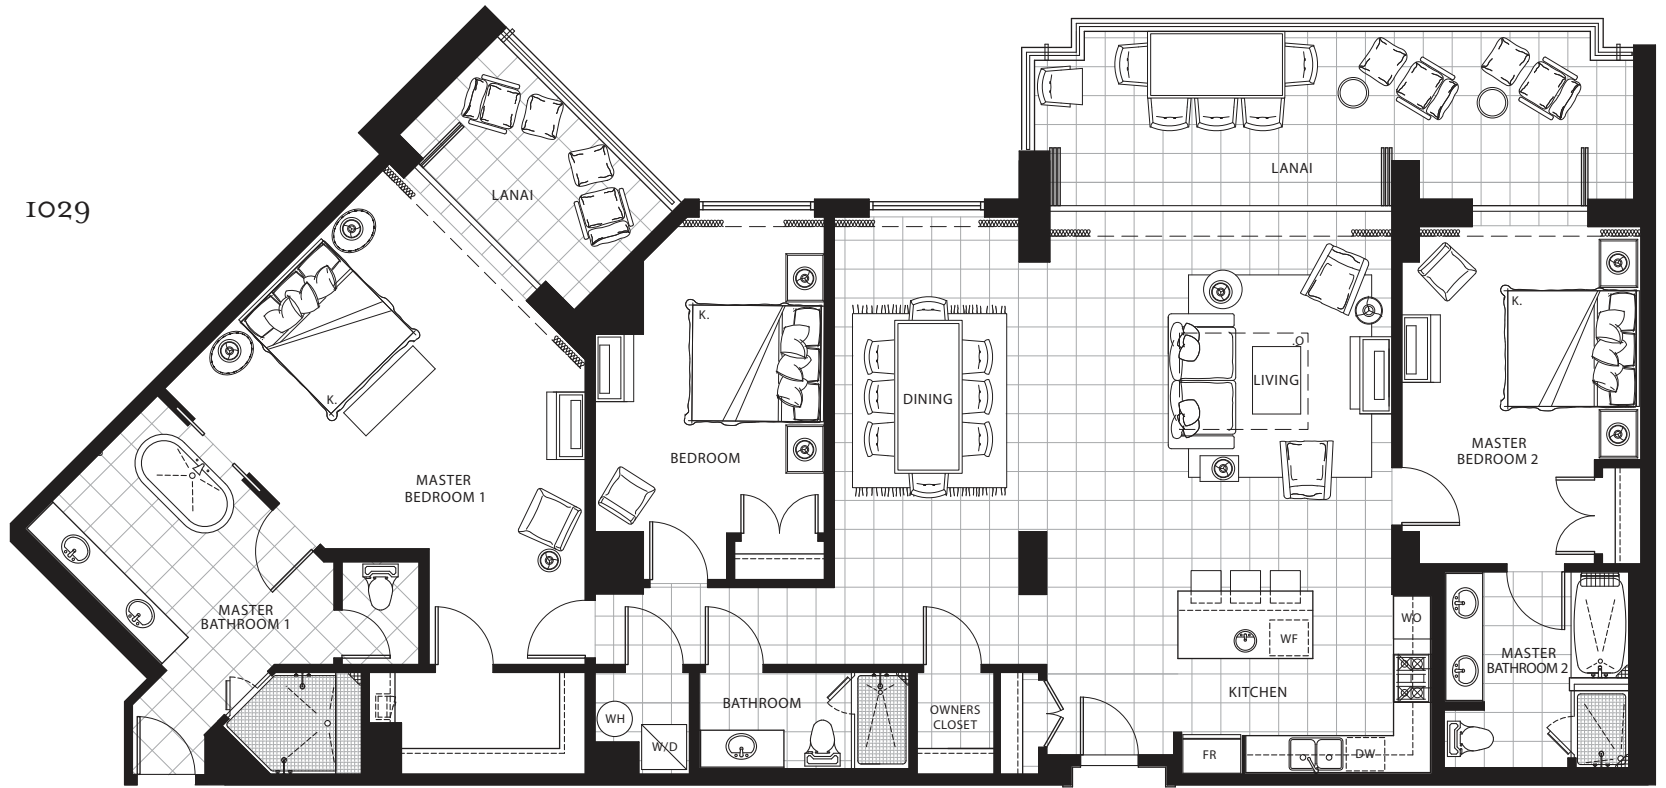 1029
LANAI
LANAI
K.
K.
K.
DINING
LIVING
BEDROOM
MASTER
BEDROOM 1
MASTER
BEDROOM 2
MASTER
BATHROOM 1
WF
WO
MASTER
BATHROOM 2
KITCHEN
BATHROOM
OWNERS
CLOSET
WH
W/D
FR
DW